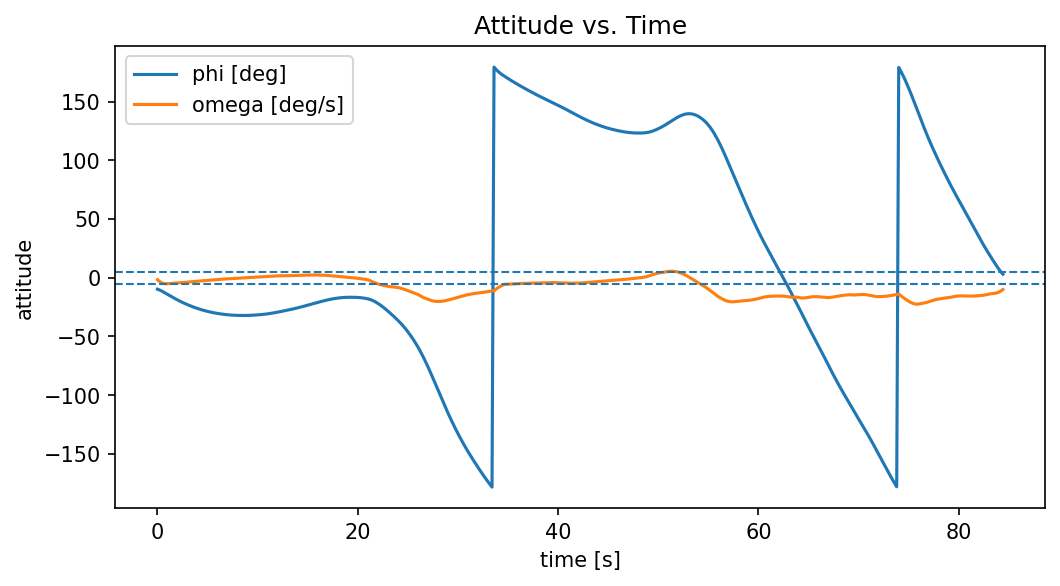 Attitude vs. Time
phi [deg]
omega [deg/s]
attitude
150
100
50
0
−50
−100
−150
0 20 40 60 80
time [s]